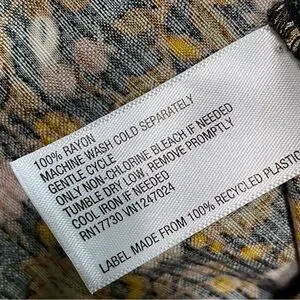 100% RAYON
MACHINE WASH COLD SEPARATELY
GENTLE CYCLE
ONLY NON-CHLORINE BLEACH IF NEEDED
TUMBLE DRY LOW, REMOVE PROMPTLY
COOL IRON IF NEEDED
RN17730 VN1247024
LABEL MADE FROM 100% RECYCLED PLASTIC